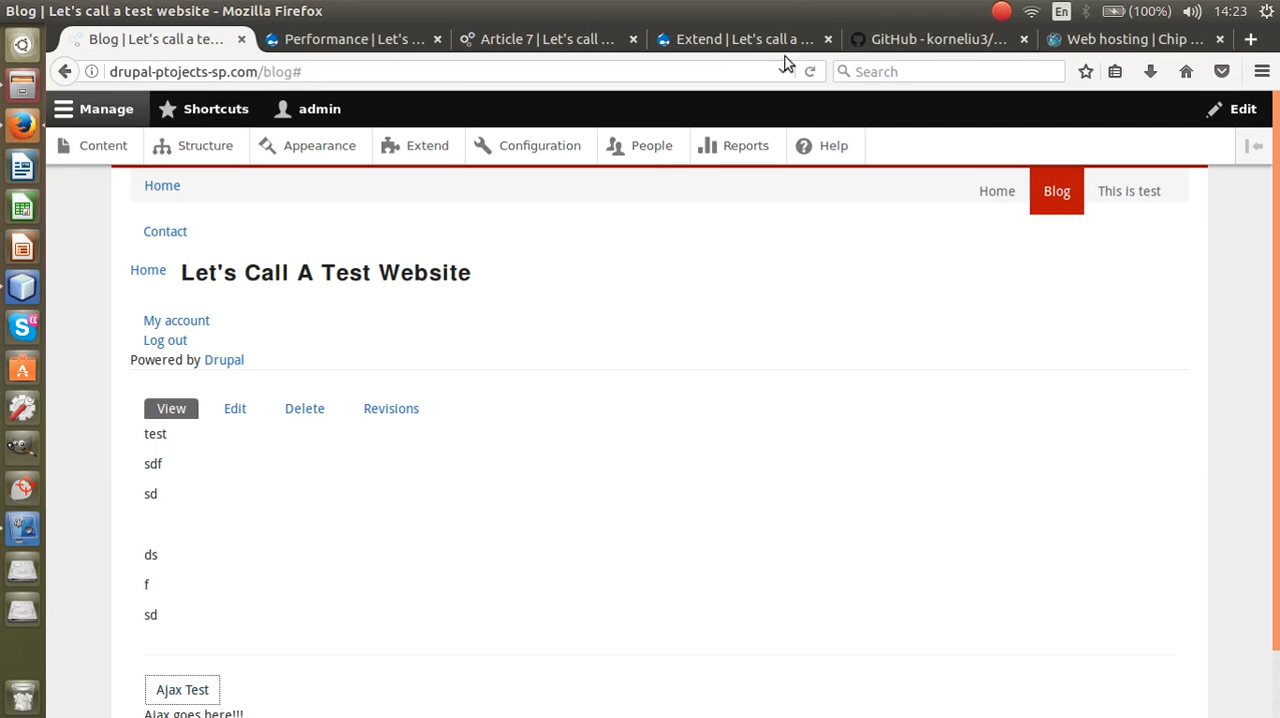 Blog | Let's call a test website - Mozilla Firefox
En (100%) 14:23
Blog | Let's call a te... Performance | Let's ... Article 7 | Let's call ... Extend | Let's call a ... GitHub - korneliu3/... Web hosting | Chip ...
drupal-ptojects-sp.com/blog# Search
Manage Shortcuts admin Edit
Content Structure Appearance Extend Configuration People Reports Help
Home Home Blog This is test
Contact
Home Let's Call A Test Website
My account
Log out
Powered by Drupal
View Edit Delete Revisions
test
sdf
sd
ds
f
sd
Ajax Test
Ajax goes here!!!